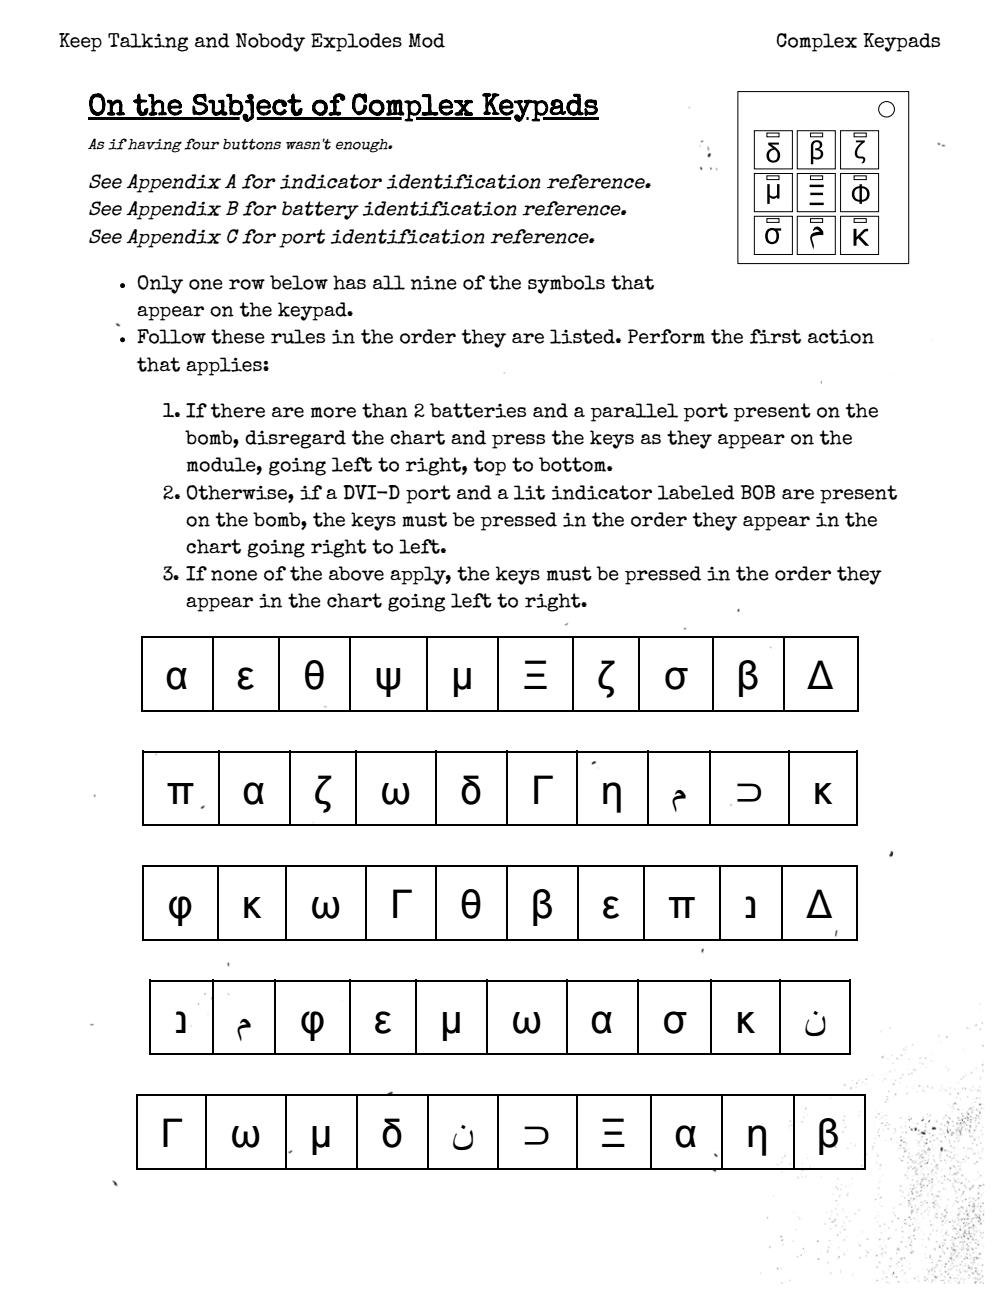 Keep Talking and Nobody Explodes Mod
Complex Keypads
On the Subject of Complex Keypads
As if having four buttons wasn't enough.
See Appendix A for indicator identification reference.
See Appendix B for battery identification reference.
See Appendix C for port identification reference.
δ β ζ
μ Ξ Φ
σ م κ
• Only one row below has all nine of the symbols that
appear on the keypad.
• Follow these rules in the order they are listed. Perform the first action
that applies:
1. If there are more than 2 batteries and a parallel port present on the
bomb, disregard the chart and press the keys as they appear on the
module, going left to right, top to bottom.
2. Otherwise, if a DVI-D port and a lit indicator labeled BOB are present
on the bomb, the keys must be pressed in the order they appear in the
chart going right to left.
3. If none of the above apply, the keys must be pressed in the order they
appear in the chart going left to right.
α ε θ ψ μ Ξ ζ σ β Δ
π α ζ ω δ Γ η م ⊃ κ
φ κ ω Γ θ β ε π נ Δ
נ م φ ε μ ω α σ κ ن
Γ ω μ δ ن ⊃ Ξ α η β